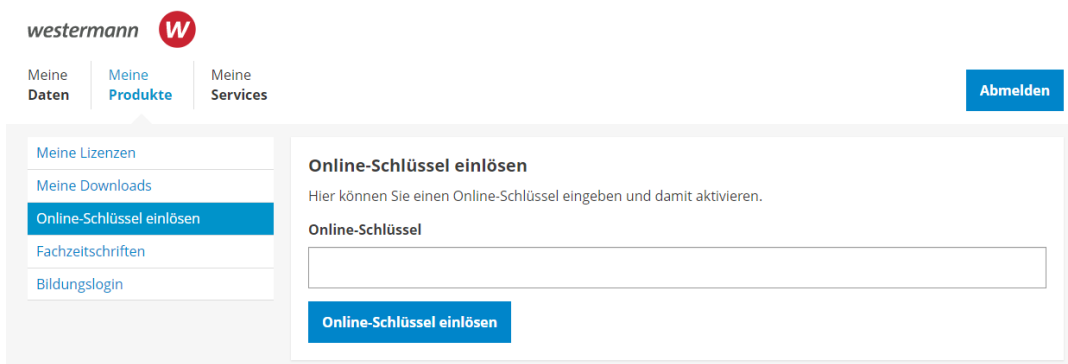 westermann W
Meine Daten
Meine Produkte
Meine Services
Abmelden
Meine Lizenzen
Meine Downloads
Online-Schlüssel einlösen
Fachzeitschriften
Bildungslogin
Online-Schlüssel einlösen
Hier können Sie einen Online-Schlüssel eingeben und damit aktivieren.
Online-Schlüssel
Online-Schlüssel einlösen